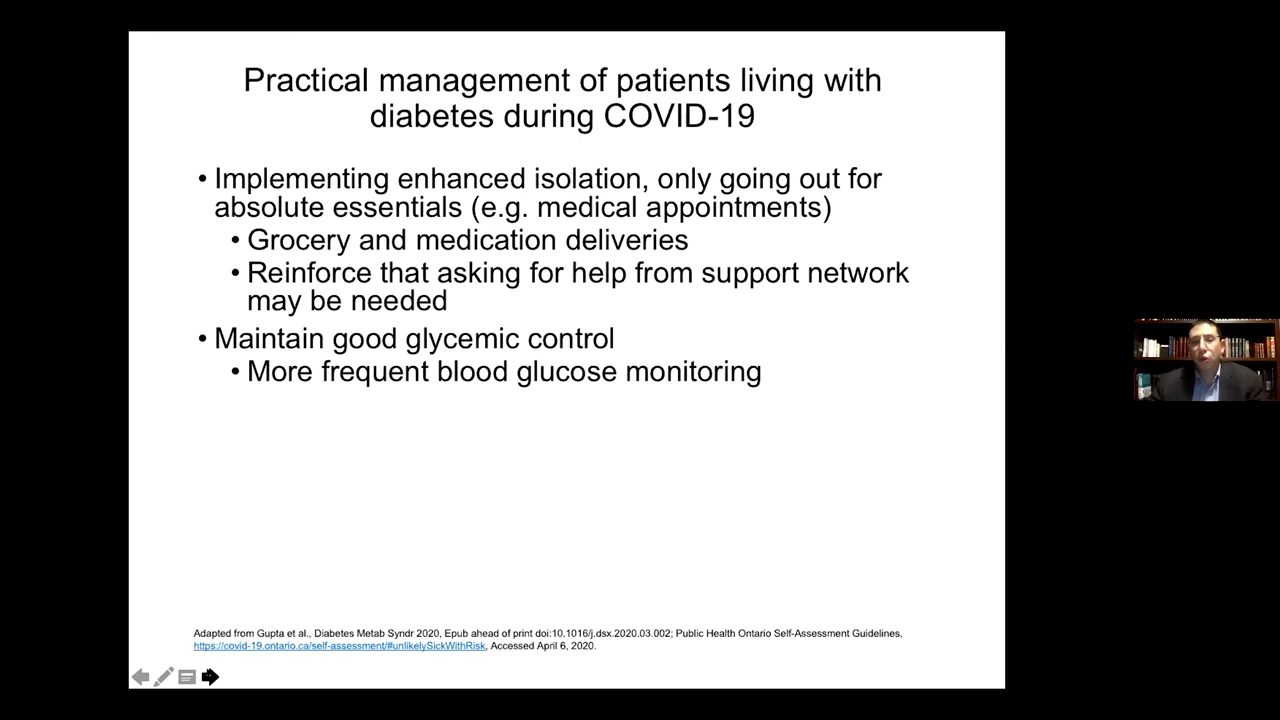 Practical management of patients living with
diabetes during COVID-19
• Implementing enhanced isolation, only going out for
absolute essentials (e.g. medical appointments)
• Grocery and medication deliveries
• Reinforce that asking for help from support network
may be needed
• Maintain good glycemic control
• More frequent blood glucose monitoring
Adapted from Gupta et al., Diabetes Metab Syndr 2020, Epub ahead of print doi:10.1016/j.dsx.2020.03.002; Public Health Ontario Self-Assessment Guidelines,
https://covid-19.ontario.ca/self-assessment/#unlikelySickWithRisk, Accessed April 6, 2020.